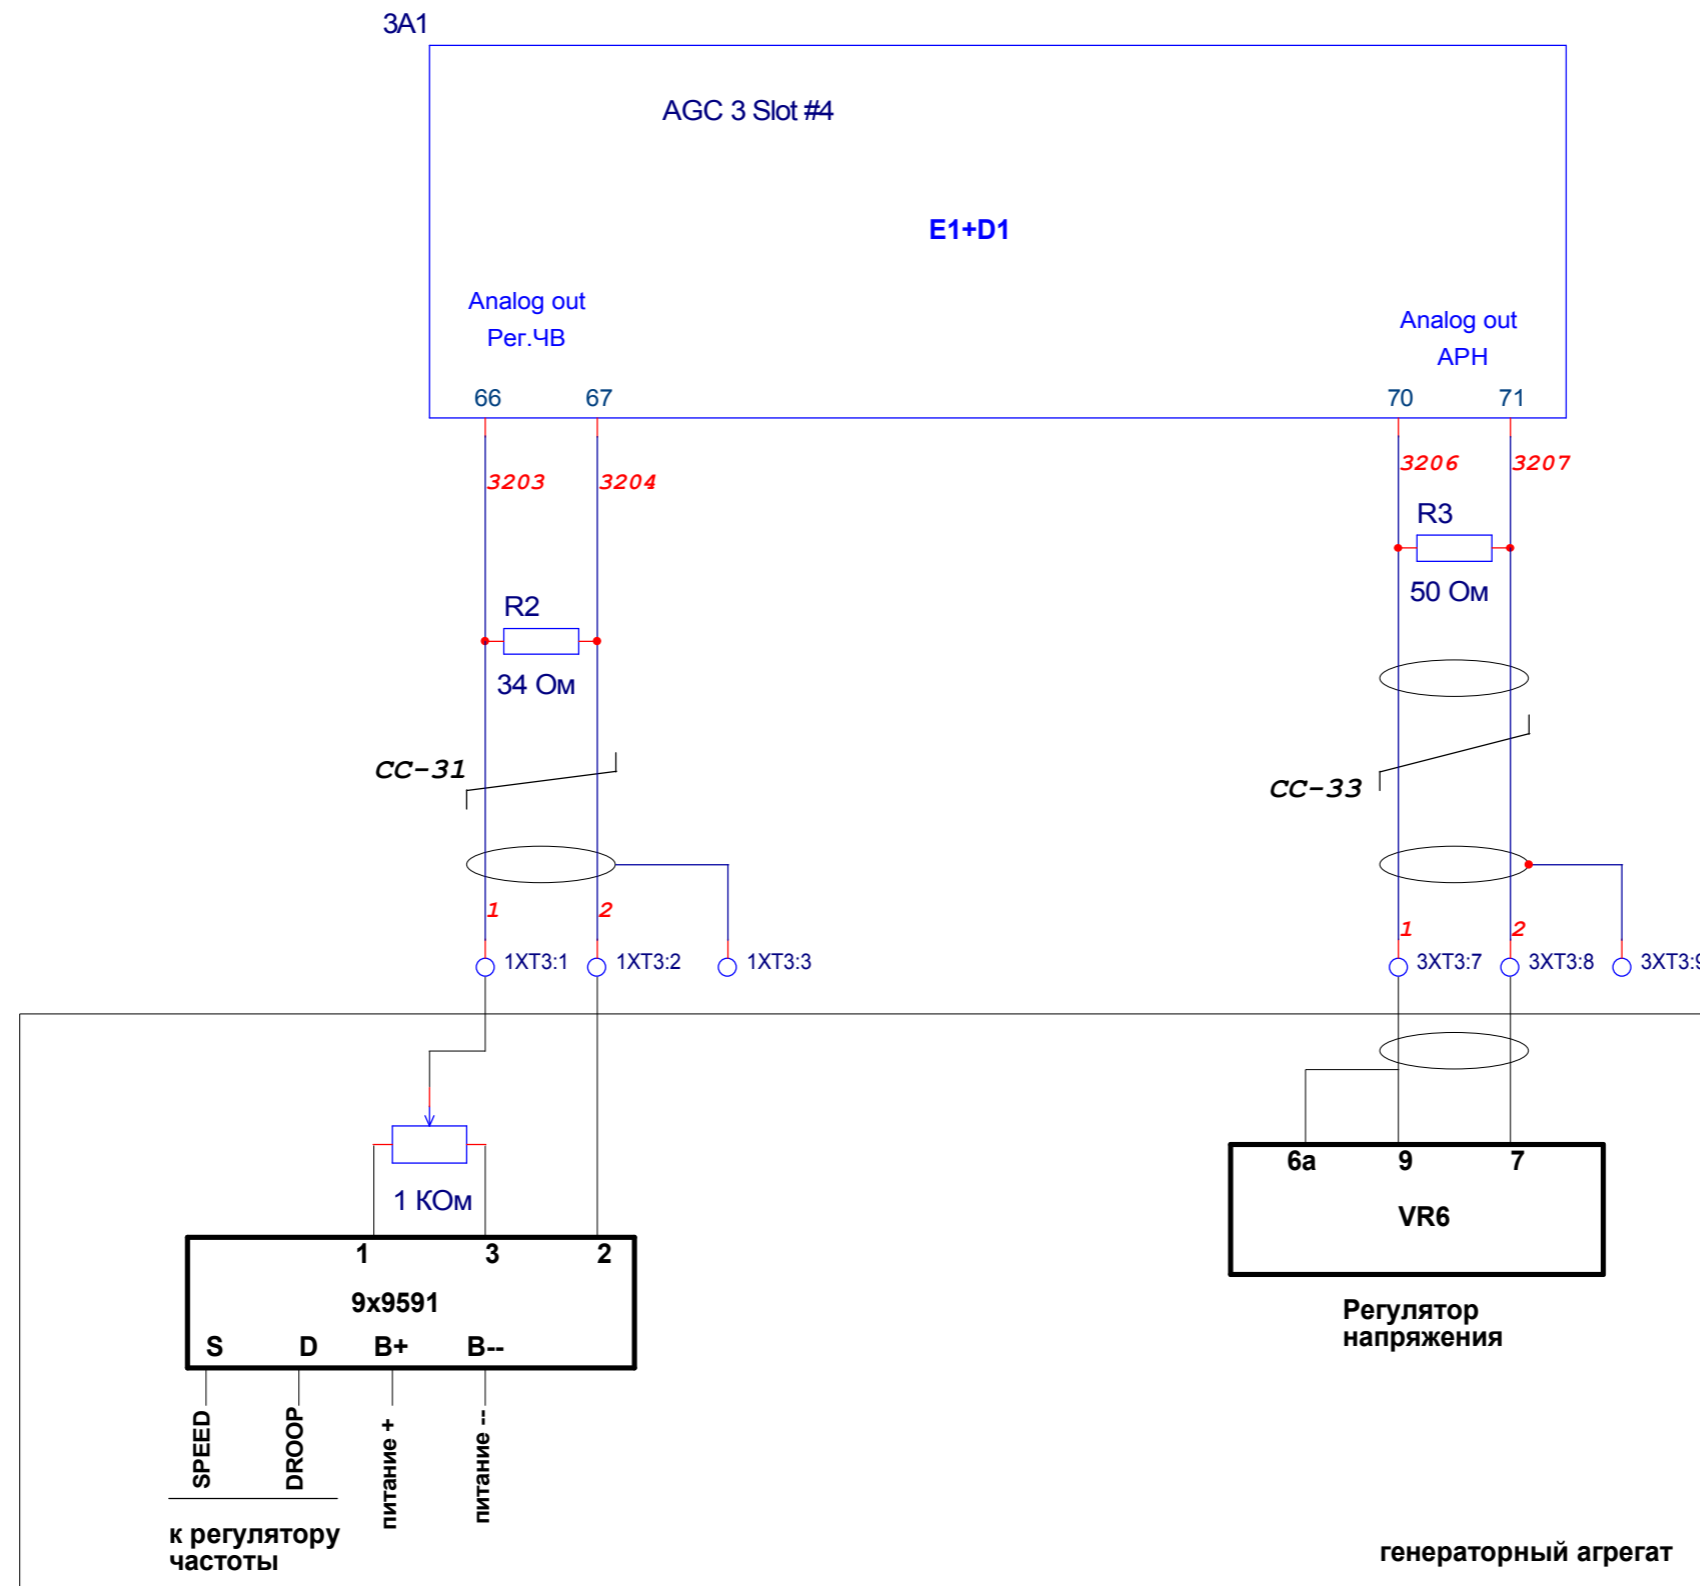 3A1
AGC 3 Slot #4
E1+D1
Analog out
Рег.ЧВ
Analog out
АРН
66
67
70
71
3203
3204
3206
3207
R3
50 Ом
R2
34 Ом
CC-31
CC-33
1
2
1
2
1XT3:1
1XT3:2
1XT3:3
3XT3:7
3XT3:8
3XT3:9
1 КОм
1
3
2
9x9591
S
D
B+
B--
6a
9
7
VR6
Регулятор
напряжения
SPEED
DROOP
питание +
питание --
к регулятору
частоты
генераторный агрегат